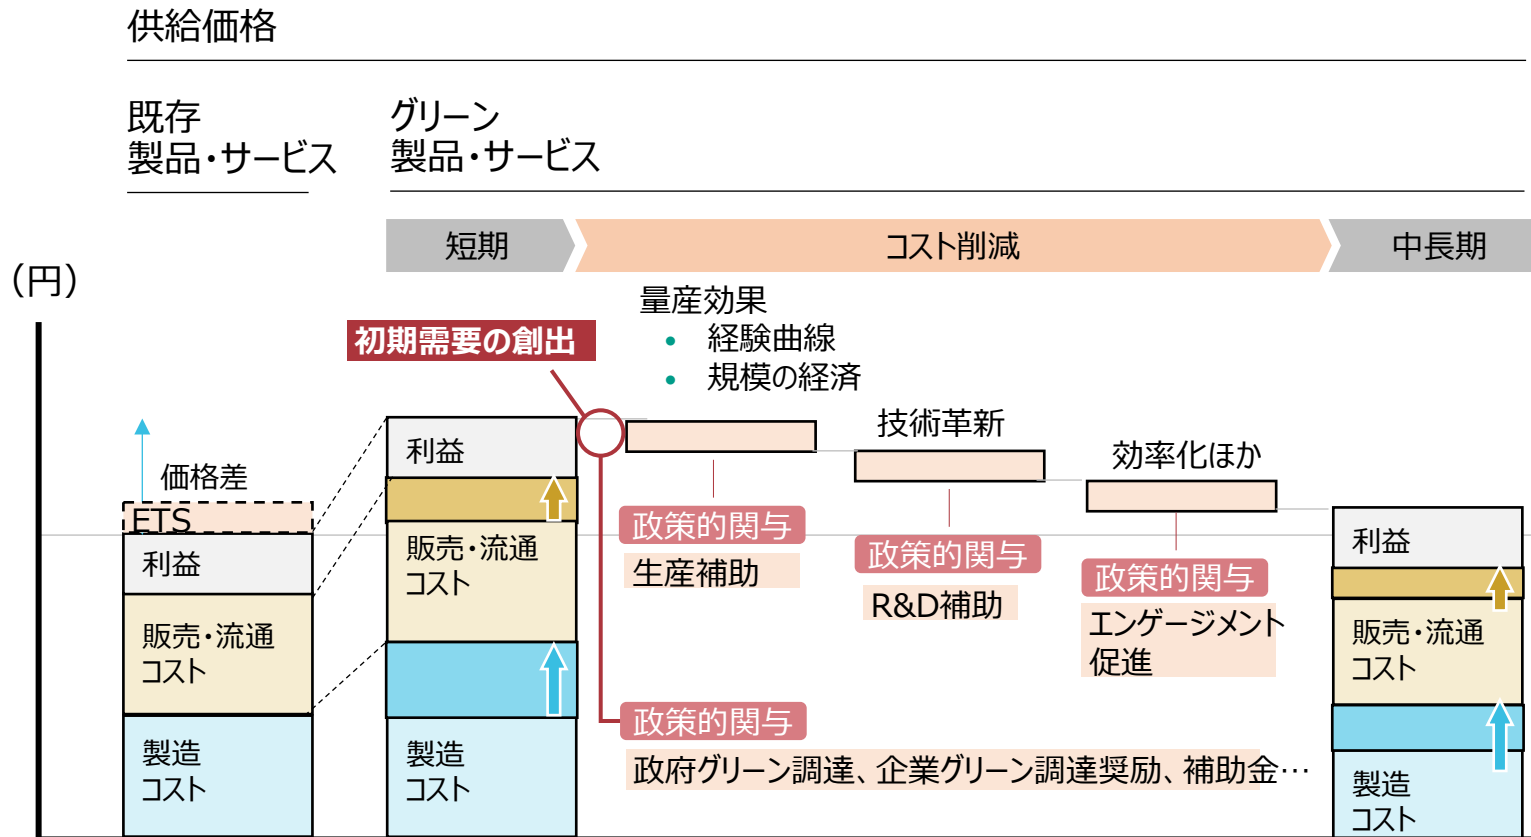 供給価格
既存
製品・サービス
グリーン
製品・サービス
短期
コスト削減
中長期
（円）
初期需要の創出
量産効果
• 経験曲線
• 規模の経済
技術革新
効率化ほか
価格差
ETS
利益
販売・流通
コスト
製造
コスト
利益
販売・流通
コスト
製造
コスト
政策的関与
生産補助
政策的関与
R&D補助
政策的関与
エンゲージメント
促進
政策的関与
政府グリーン調達、企業グリーン調達奨励、補助金…
利益
販売・流通
コスト
製造
コスト